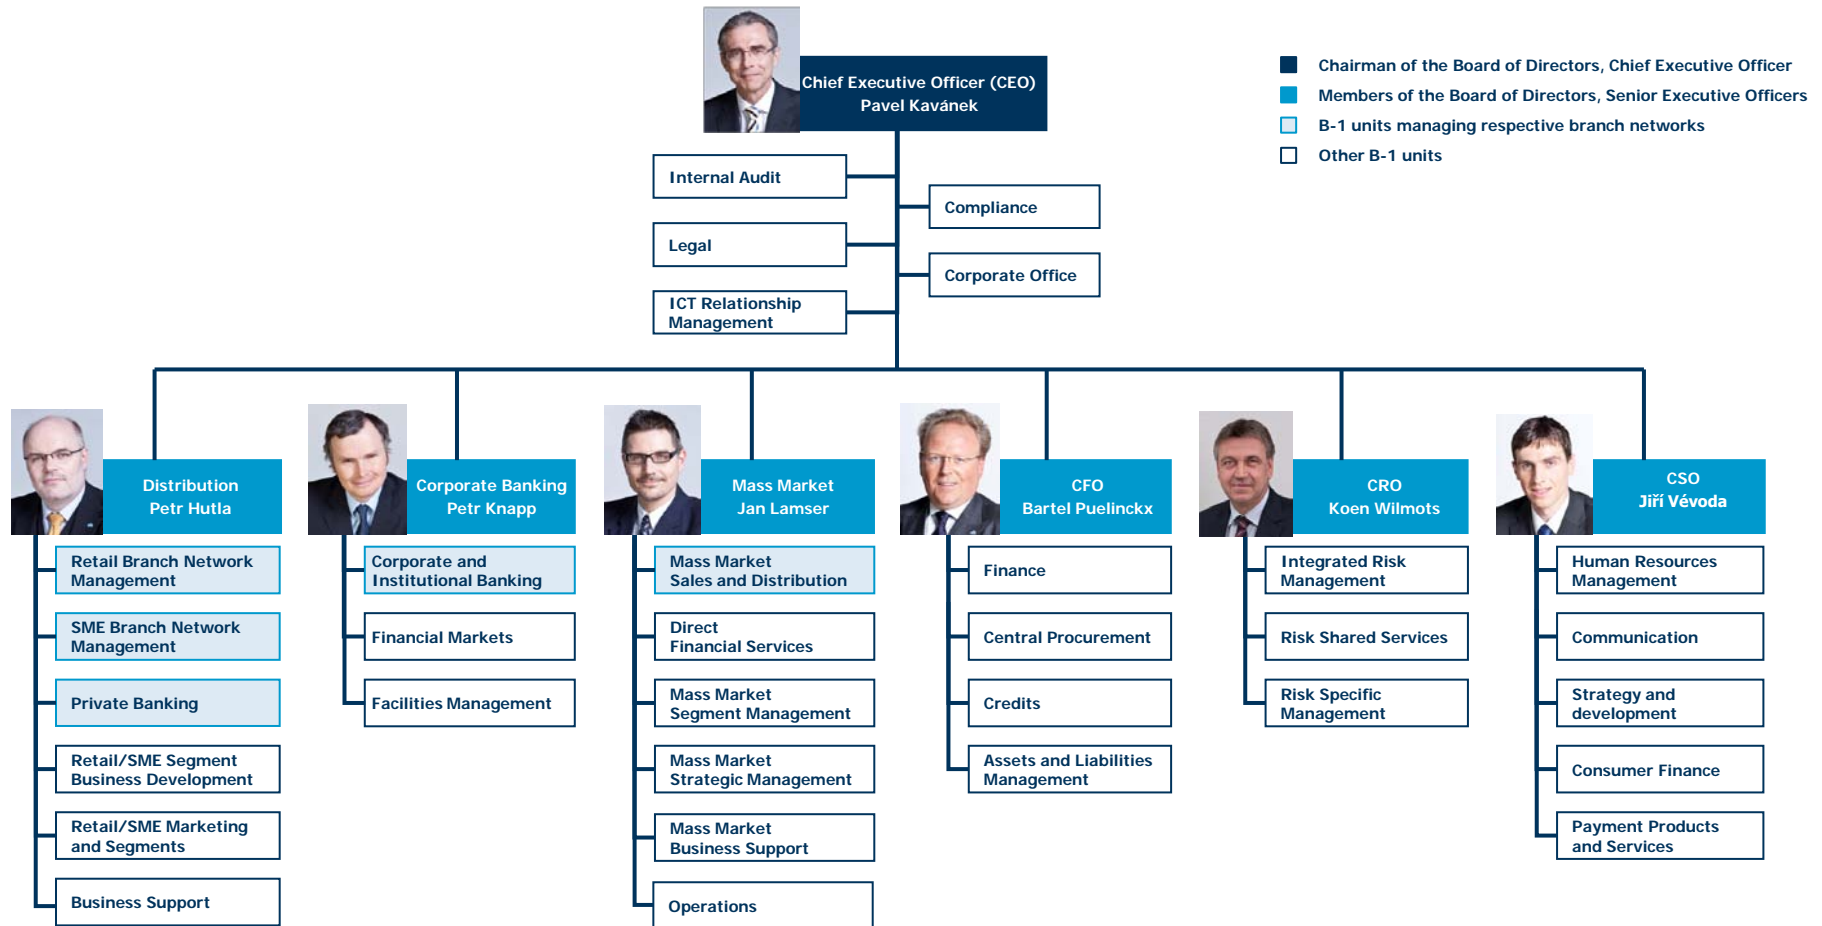 Chief Executive Officer (CEO)
Pavel Kavánek
Chairman of the Board of Directors, Chief Executive Officer
Members of the Board of Directors, Senior Executive Officers
B-1 units managing respective branch networks
Other B-1 units
Internal Audit
Compliance
Legal
Corporate Office
ICT Relationship
Management
Distribution
Petr Hutla
Retail Branch Network
Management
SME Branch Network
Management
Private Banking
Retail/SME Segment
Business Development
Retail/SME Marketing
and Segments
Business Support
Corporate Banking
Petr Knapp
Corporate and
Institutional Banking
Financial Markets
Facilities Management
Mass Market
Jan Lamser
Mass Market
Sales and Distribution
Direct
Financial Services
Mass Market
Segment Management
Mass Market
Strategic Management
Mass Market
Business Support
Operations
CFO
Bartel Puelinckx
Finance
Central Procurement
Credits
Assets and Liabilities
Management
CRO
Koen Wilmots
Integrated Risk
Management
Risk Shared Services
Risk Specific
Management
CSO
Jiří Vévoda
Human Resources
Management
Communication
Strategy and
development
Consumer Finance
Payment Products
and Services